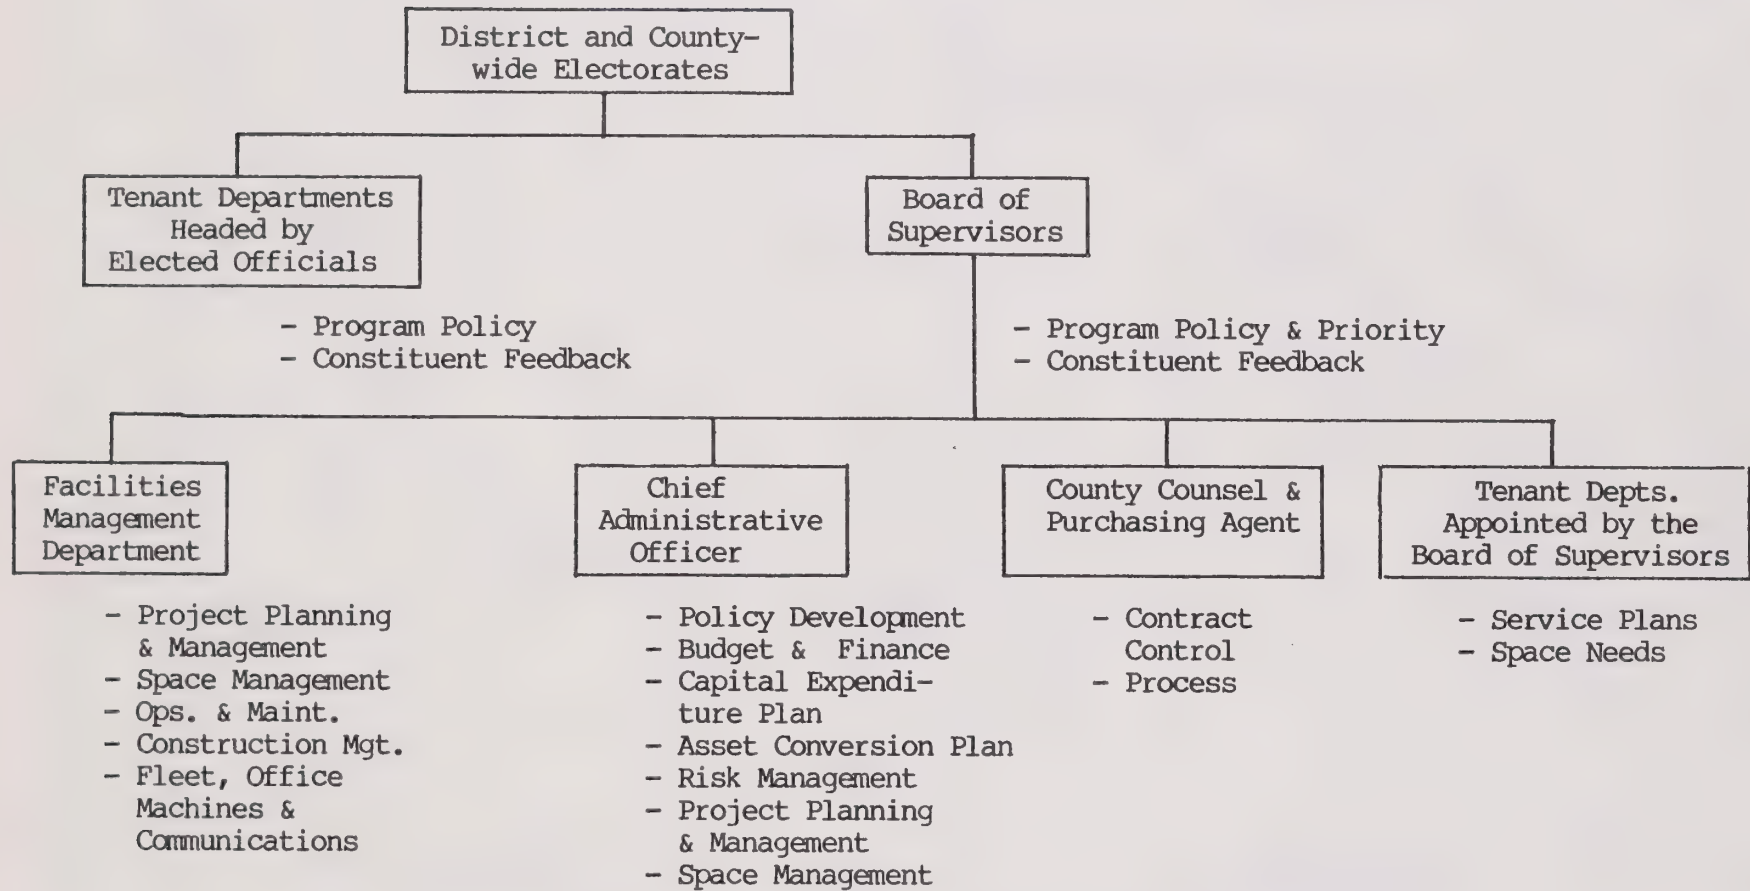 District and County-
wide Electorates
Tenant Departments
Headed by
Elected Officials
Board of
Supervisors
- Program Policy
- Constituent Feedback
- Program Policy & Priority
- Constituent Feedback
Facilities
Management
Department
Chief
Administrative
Officer
County Counsel &
Purchasing Agent
Tenant Depts.
Appointed by the
Board of Supervisors
- Project Planning
& Management
- Space Management
- Ops. & Maint.
- Construction Mgt.
- Fleet, Office
Machines &
Communications
- Policy Development
- Budget & Finance
- Capital Expendi-
ture Plan
- Asset Conversion Plan
- Risk Management
- Project Planning
& Management
- Space Management
- Contract
Control
- Process
- Service Plans
- Space Needs